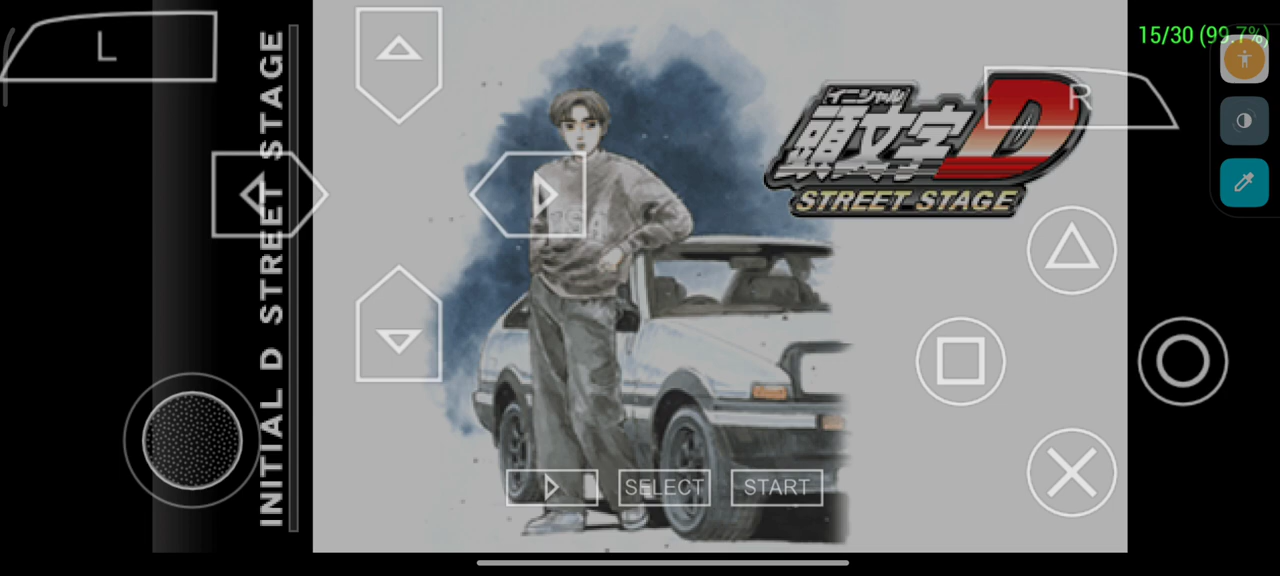 L
INITIAL D STREET STAGE
15/30 (99.7%)
R
イニシャル
頭文字D
STREET STAGE
SELECT
START